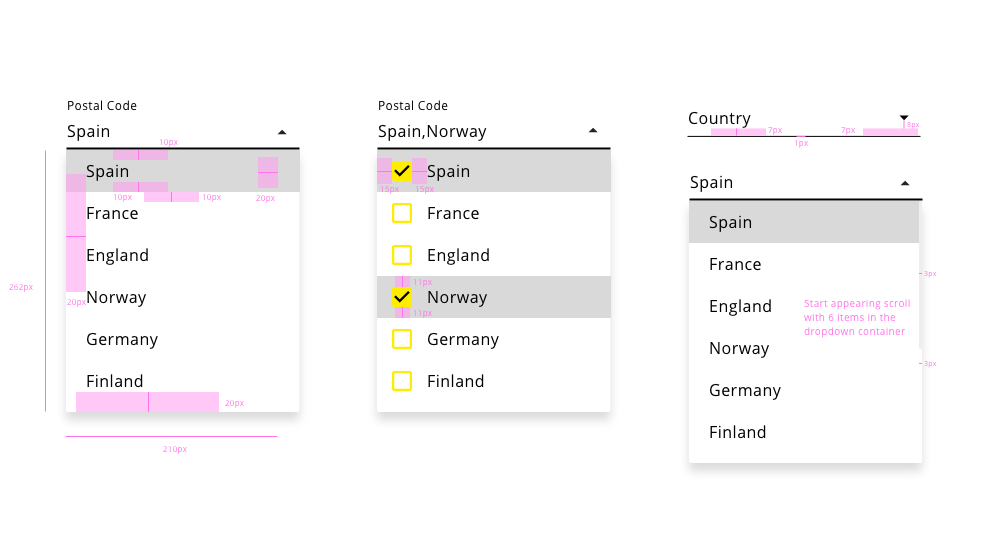 Postal Code
Spain
10px
Spain
10px
10px
20px
France
England
262px
Norway
20px
Germany
Finland
20px
210px
Postal Code
Spain,Norway
Spain
15px
15px
France
England
11px
Norway
11px
Germany
Finland
Country
7px
7px
8px
1px
Spain
Spain
France
3px
England
Start appearing scroll
with 6 items in the
dropdown container
Norway
3px
Germany
Finland